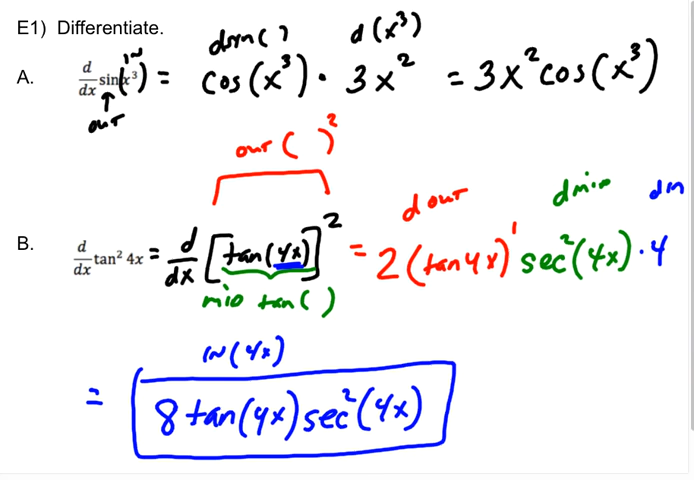 E1) Differentiate.
d sin( ) d(x³)
A. d/dx sin(x³) = cos(x³) · 3x² = 3x²cos(x³)
IN
OUT
OUT ( )²
d OUT d MID d IN
B. d/dx tan² 4x = d/dx [tan(4x)]² = 2(tan 4x)¹ sec²(4x) · 4
MID tan( )
IN (4x)
= 8 tan(4x) sec²(4x)